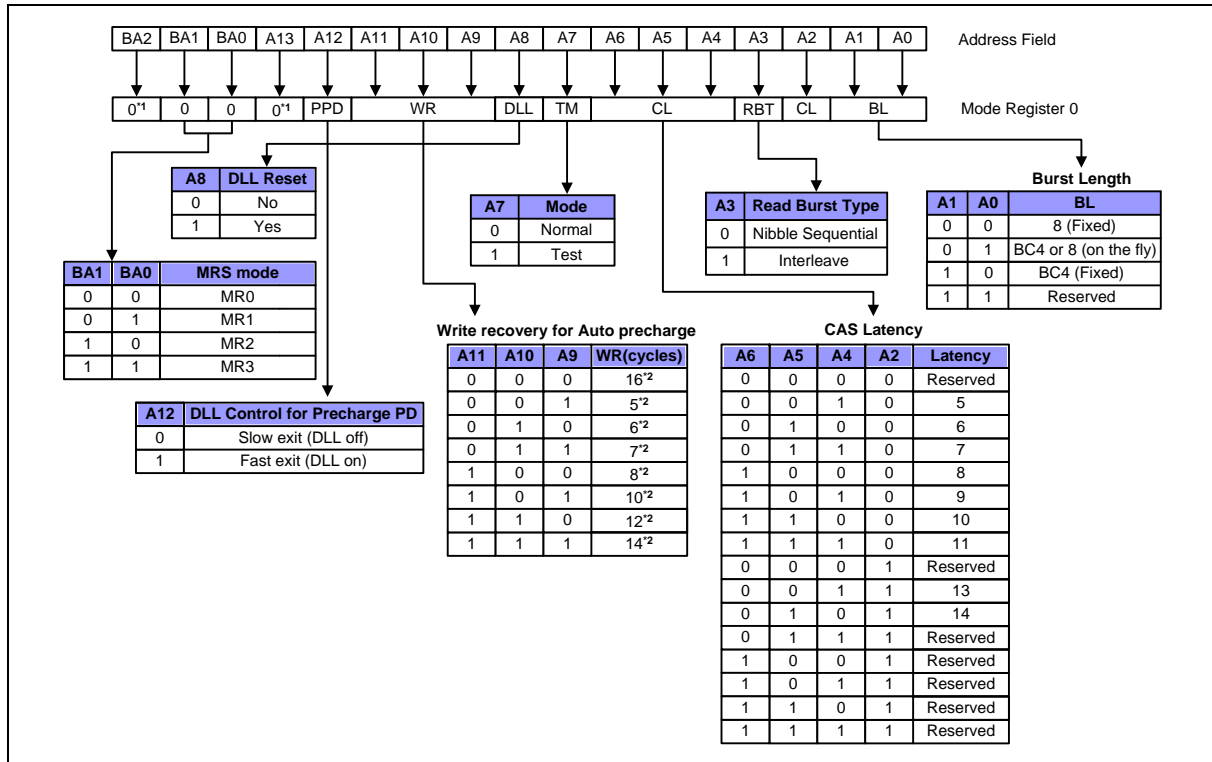 BA2 BA1 BA0 A13 A12 A11 A10 A9 A8 A7 A6 A5 A4 A3 A2 A1 A0 Address Field
0*1 0 0 0*1 PPD WR DLL TM CL RBT CL BL Mode Register 0
A8 DLL Reset
0 No
1 Yes
A7 Mode
0 Normal
1 Test
A3 Read Burst Type
0 Nibble Sequential
1 Interleave
Burst Length
A1 A0 BL
0 0 8 (Fixed)
0 1 BC4 or 8 (on the fly)
1 0 BC4 (Fixed)
1 1 Reserved
BA1 BA0 MRS mode
0 0 MR0
0 1 MR1
1 0 MR2
1 1 MR3
A12 DLL Control for Precharge PD
0 Slow exit (DLL off)
1 Fast exit (DLL on)
Write recovery for Auto precharge
A11 A10 A9 WR(cycles)
0 0 0 16*2
0 0 1 5*2
0 1 0 6*2
0 1 1 7*2
1 0 0 8*2
1 0 1 10*2
1 1 0 12*2
1 1 1 14*2
CAS Latency
A6 A5 A4 A2 Latency
0 0 0 0 Reserved
0 0 1 0 5
0 1 0 0 6
0 1 1 0 7
1 0 0 0 8
1 0 1 0 9
1 1 0 0 10
1 1 1 0 11
0 0 0 1 Reserved
0 0 1 1 13
0 1 0 1 14
0 1 1 1 Reserved
1 0 0 1 Reserved
1 0 1 1 Reserved
1 1 0 1 Reserved
1 1 1 1 Reserved